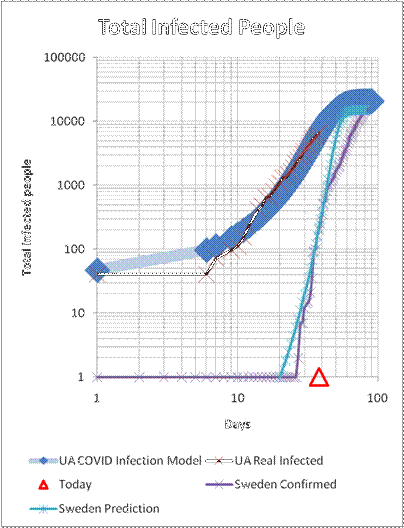 Total Infected People
100000
10000
1000
100
10
1
Total infected people
1 10 100
Days
UA COVID Infection Model UA Real Infected
Today Sweden Confirmed
Sweden Prediction